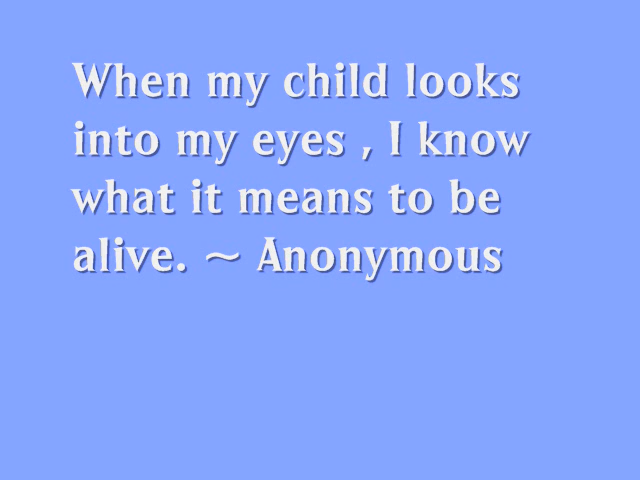 When my child looks
into my eyes , I know
what it means to be
alive. ~ Anonymous